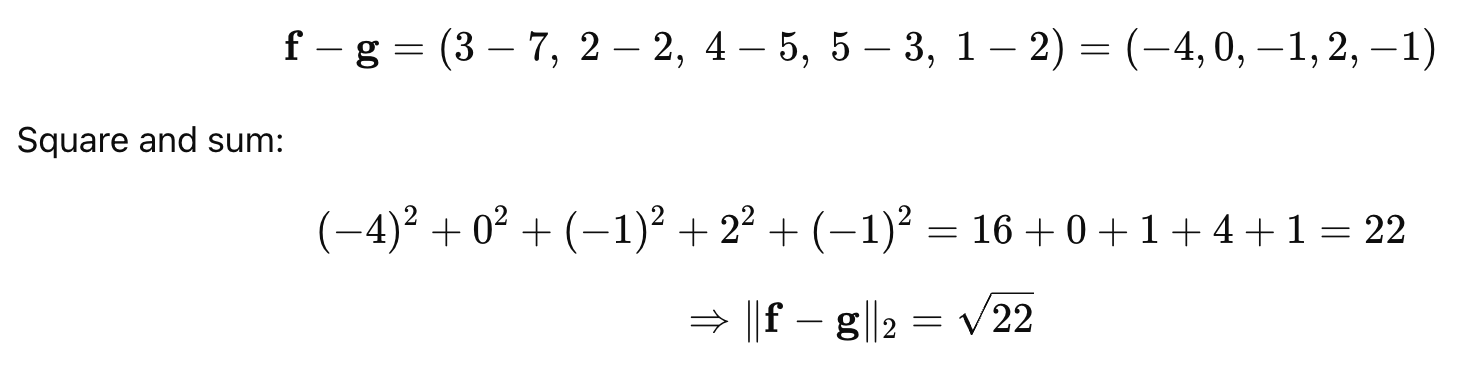 f − g = (3 − 7, 2 − 2, 4 − 5, 5 − 3, 1 − 2) = (−4, 0, −1, 2, −1)
Square and sum:
(−4)² + 0² + (−1)² + 2² + (−1)² = 16 + 0 + 1 + 4 + 1 = 22
⇒ ‖f − g‖₂ = √22